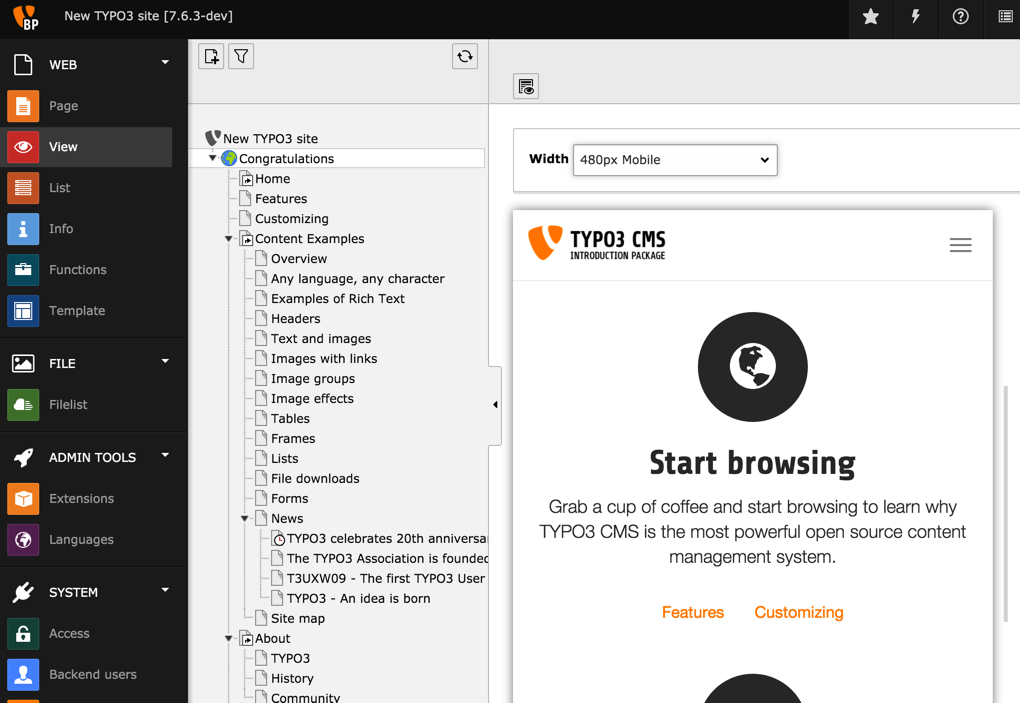 BP
New TYPO3 site [7.6.3-dev]
WEB
Page
View
List
Info
Functions
Template
FILE
Filelist
ADMIN TOOLS
Extensions
Languages
SYSTEM
Access
Backend users
New TYPO3 site
Congratulations
Home
Features
Customizing
Content Examples
Overview
Any language, any character
Examples of Rich Text
Headers
Text and images
Images with links
Image groups
Image effects
Tables
Frames
Lists
File downloads
Forms
News
TYPO3 celebrates 20th anniversa
The TYPO3 Association is founded
T3UXW09 - The first TYPO3 User
TYPO3 - An idea is born
Site map
About
TYPO3
History
Community
Width 480px Mobile
TYPO3 CMS
INTRODUCTION PACKAGE
Start browsing
Grab a cup of coffee and start browsing to learn why
TYPO3 CMS is the most powerful open source content
management system.
Features Customizing